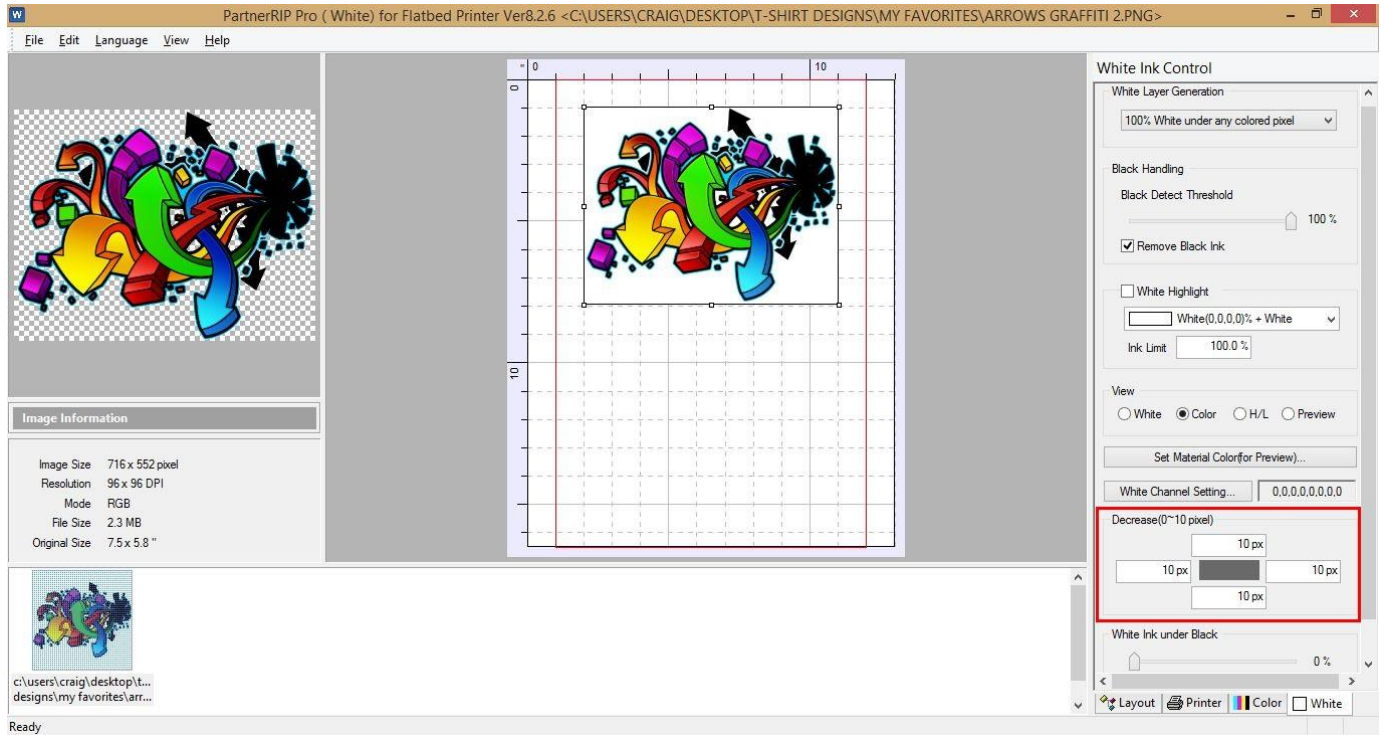 W PartnerRIP Pro ( White) for Flatbed Printer Ver8.2.6 <C:\USERS\CRAIG\DESKTOP\T-SHIRT DESIGNS\MY FAVORITES\ARROWS GRAFFITI 2.PNG>
File Edit Language View Help
" 0 10
0
10
Image Information
Image Size 716 x 552 pixel
Resolution 96 x 96 DPI
Mode RGB
File Size 2.3 MB
Original Size 7.5 x 5.8 "
c:\users\craig\desktop\t...
designs\my favorites\arr...
White Ink Control
White Layer Generation
100% White under any colored pixel
Black Handling
Black Detect Threshold
100 %
Remove Black Ink
White Highlight
White(0,0,0,0)% + White
Ink Limit 100.0 %
View
White Color H/L Preview
Set Material Color(for Preview)...
White Channel Setting... 0,0,0,0,0,0,0,0
Decrease(0~10 pixel)
10 px
10 px 10 px
10 px
White Ink under Black
0 %
Layout Printer Color White
Ready